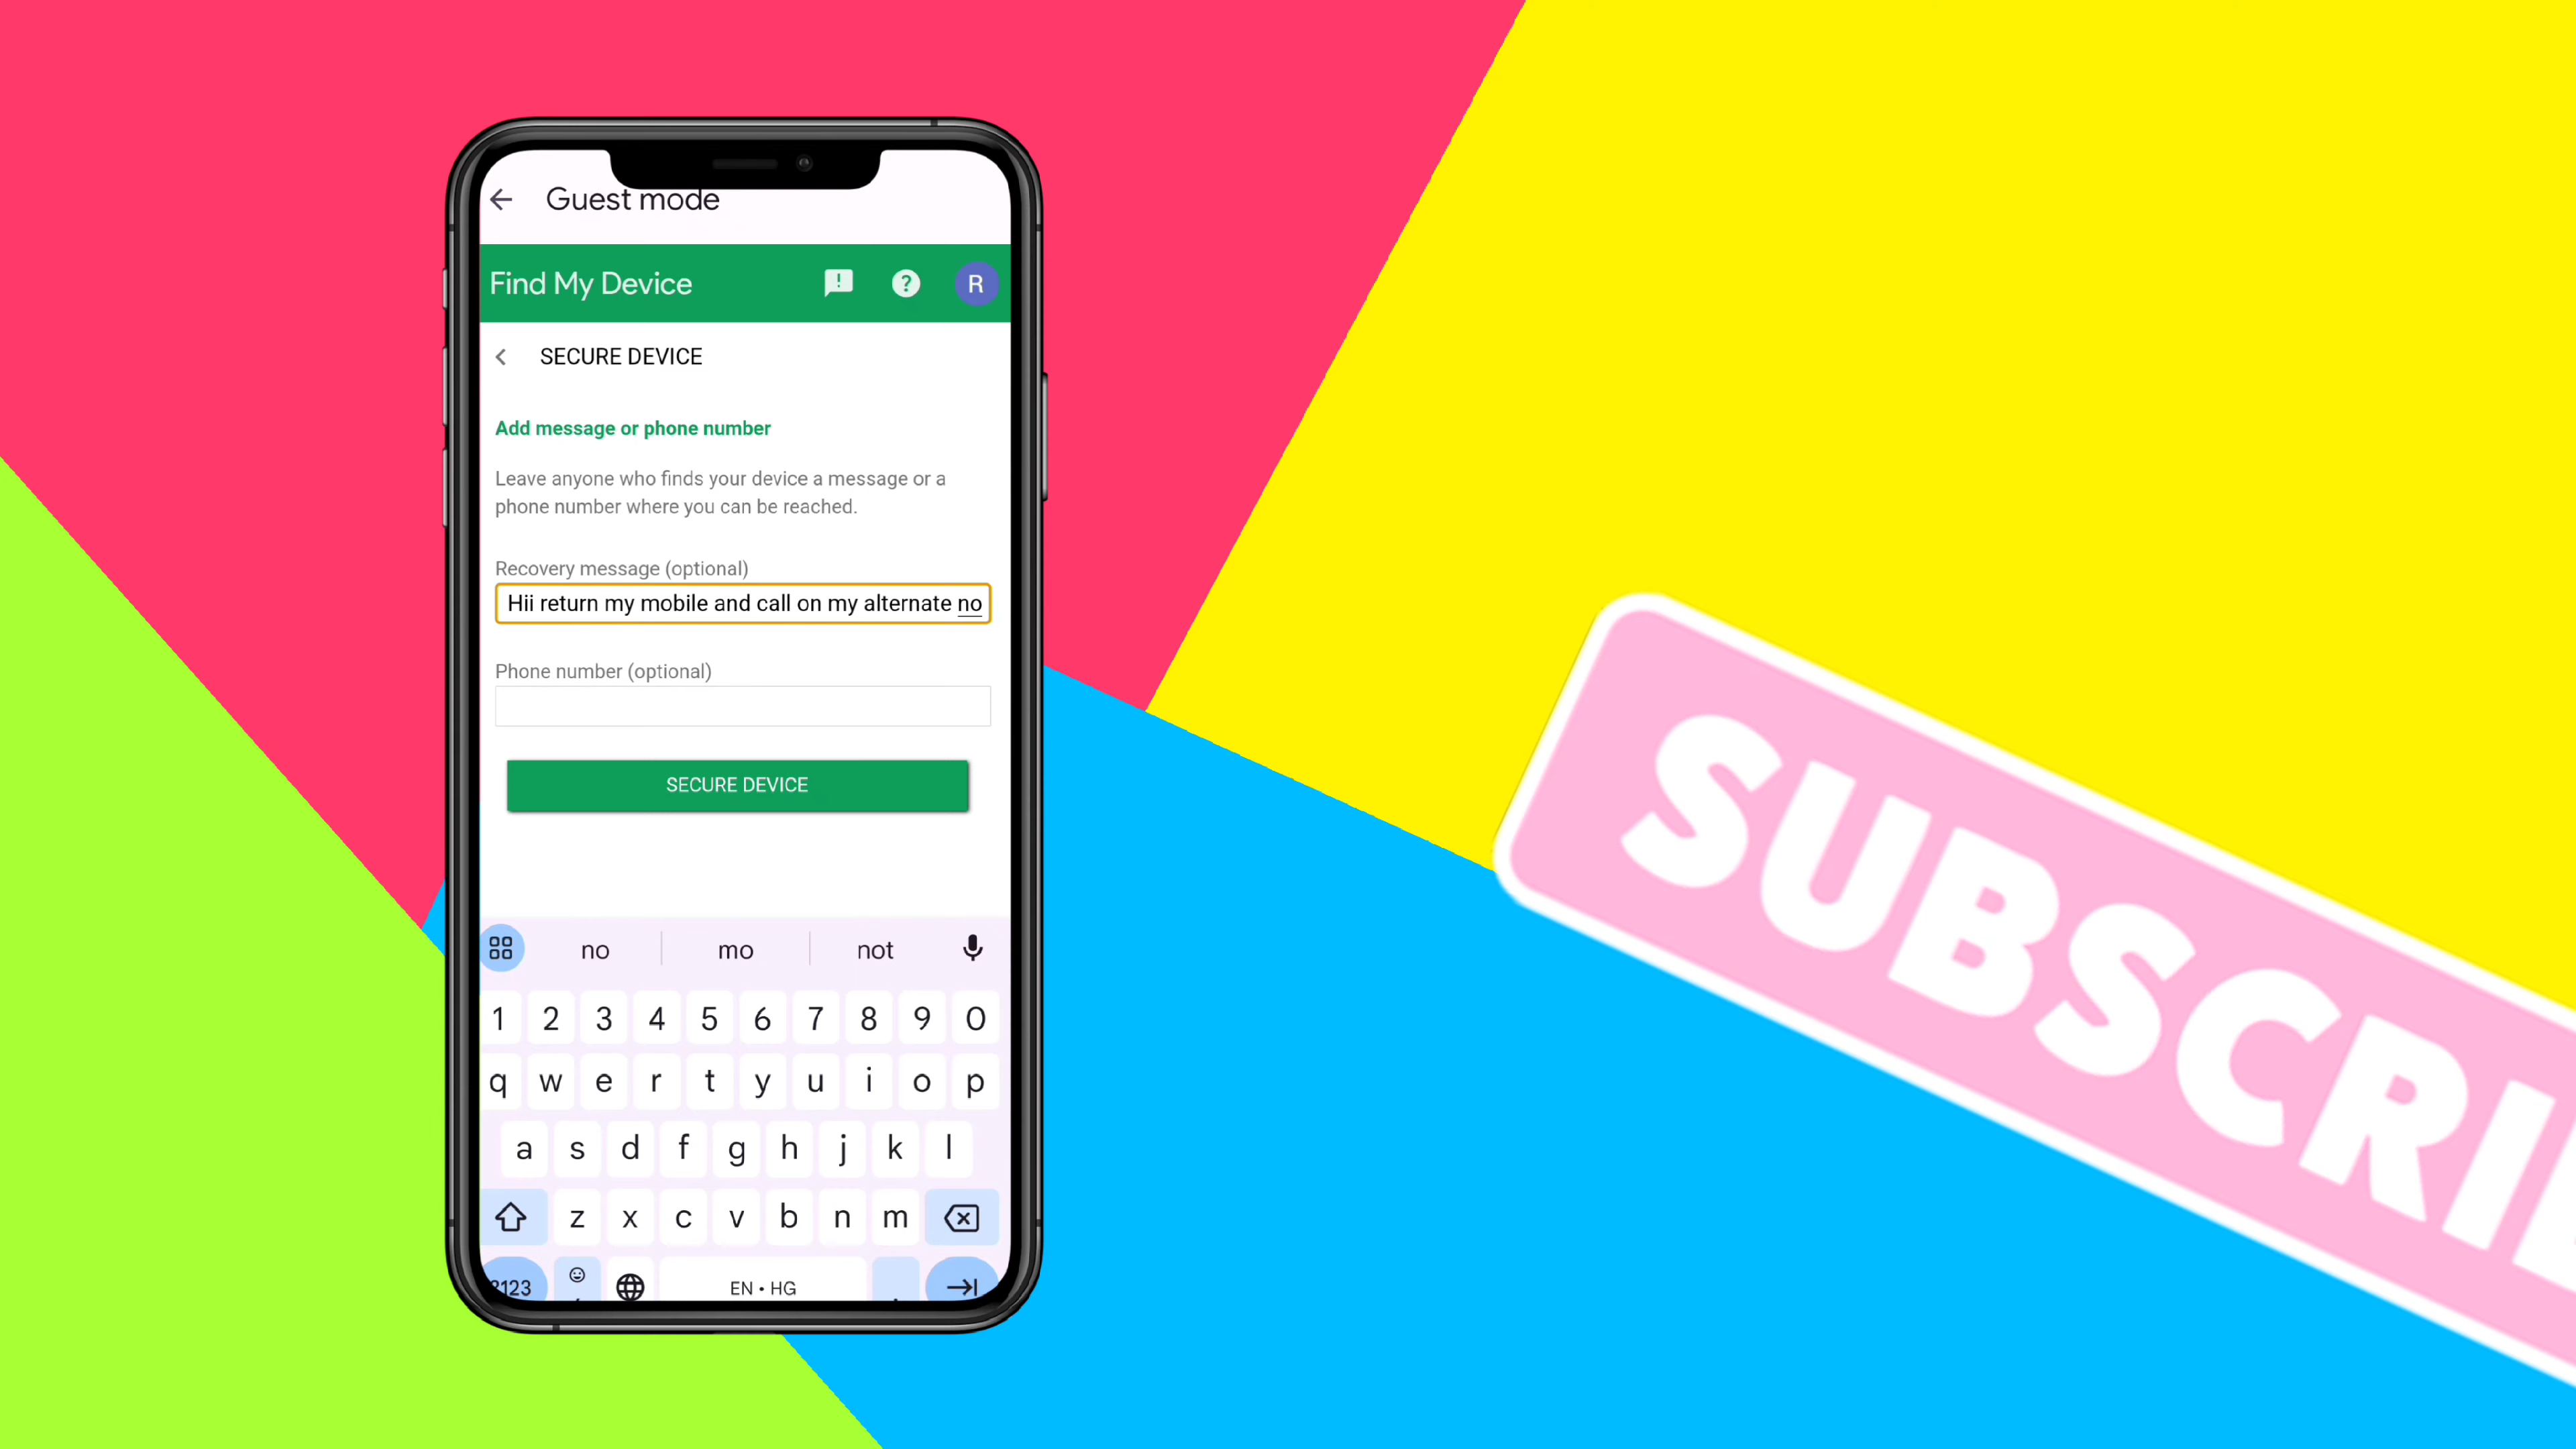 Guest mode
Find My Device
R
SECURE DEVICE
Add message or phone number
Leave anyone who finds your device a message or a
phone number where you can be reached.
Recovery message (optional)
Hii return my mobile and call on my alternate no
Phone number (optional)
SECURE DEVICE
no mo not
1 2 3 4 5 6 7 8 9 0
q w e r t y u i o p
a s d f g h j k l
z x c v b n m
?123 EN • HG
SUBSCRI